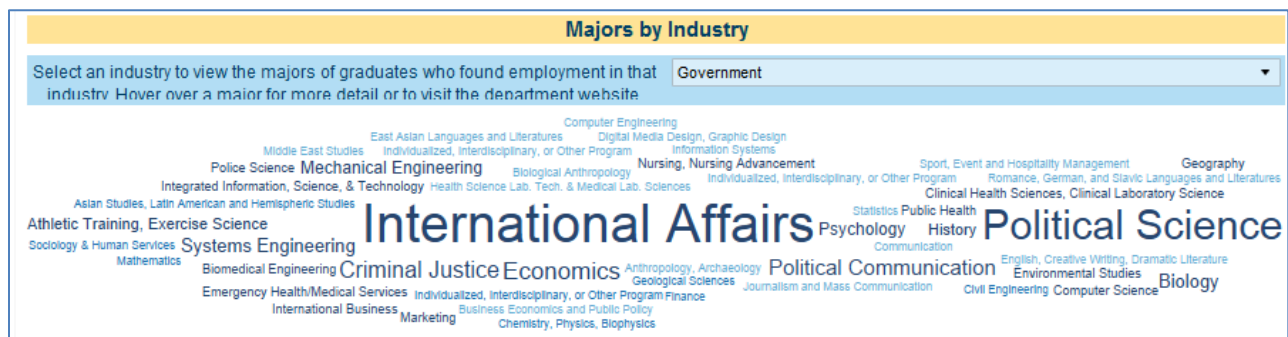 Majors by Industry
Select an industry to view the majors of graduates who found employment in that
industry. Hover over a major for more detail or to visit the department website
Government
Computer Engineering
East Asian Languages and Literatures
Digital Media Design, Graphic Design
Middle East Studies
Individualized, Interdisciplinary, or Other Program
Information Systems
Police Science
Mechanical Engineering
Biological Anthropology
Nursing, Nursing Advancement
Sport, Event and Hospitality Management
Geography
Integrated Information, Science, & Technology
Health Science Lab. Tech. & Medical Lab. Sciences
Individualized, Interdisciplinary, or Other Program
Romance, German, and Slavic Languages and Literatures
Clinical Health Sciences, Clinical Laboratory Science
Asian Studies, Latin American and Hemispheric Studies
International Affairs
Statistics
Public Health
Political Science
Athletic Training, Exercise Science
Psychology
History
Sociology & Human Services
Systems Engineering
Communication
Mathematics
Biomedical Engineering
Criminal Justice
Economics
Anthropology, Archaeology
Political Communication
English, Creative Writing, Dramatic Literature
Environmental Studies
Geological Sciences
Journalism and Mass Communication
Biology
Emergency Health/Medical Services
Individualized, Interdisciplinary, or Other Program
Finance
Civil Engineering
Computer Science
International Business
Marketing
Business Economics and Public Policy
Chemistry, Physics, Biophysics